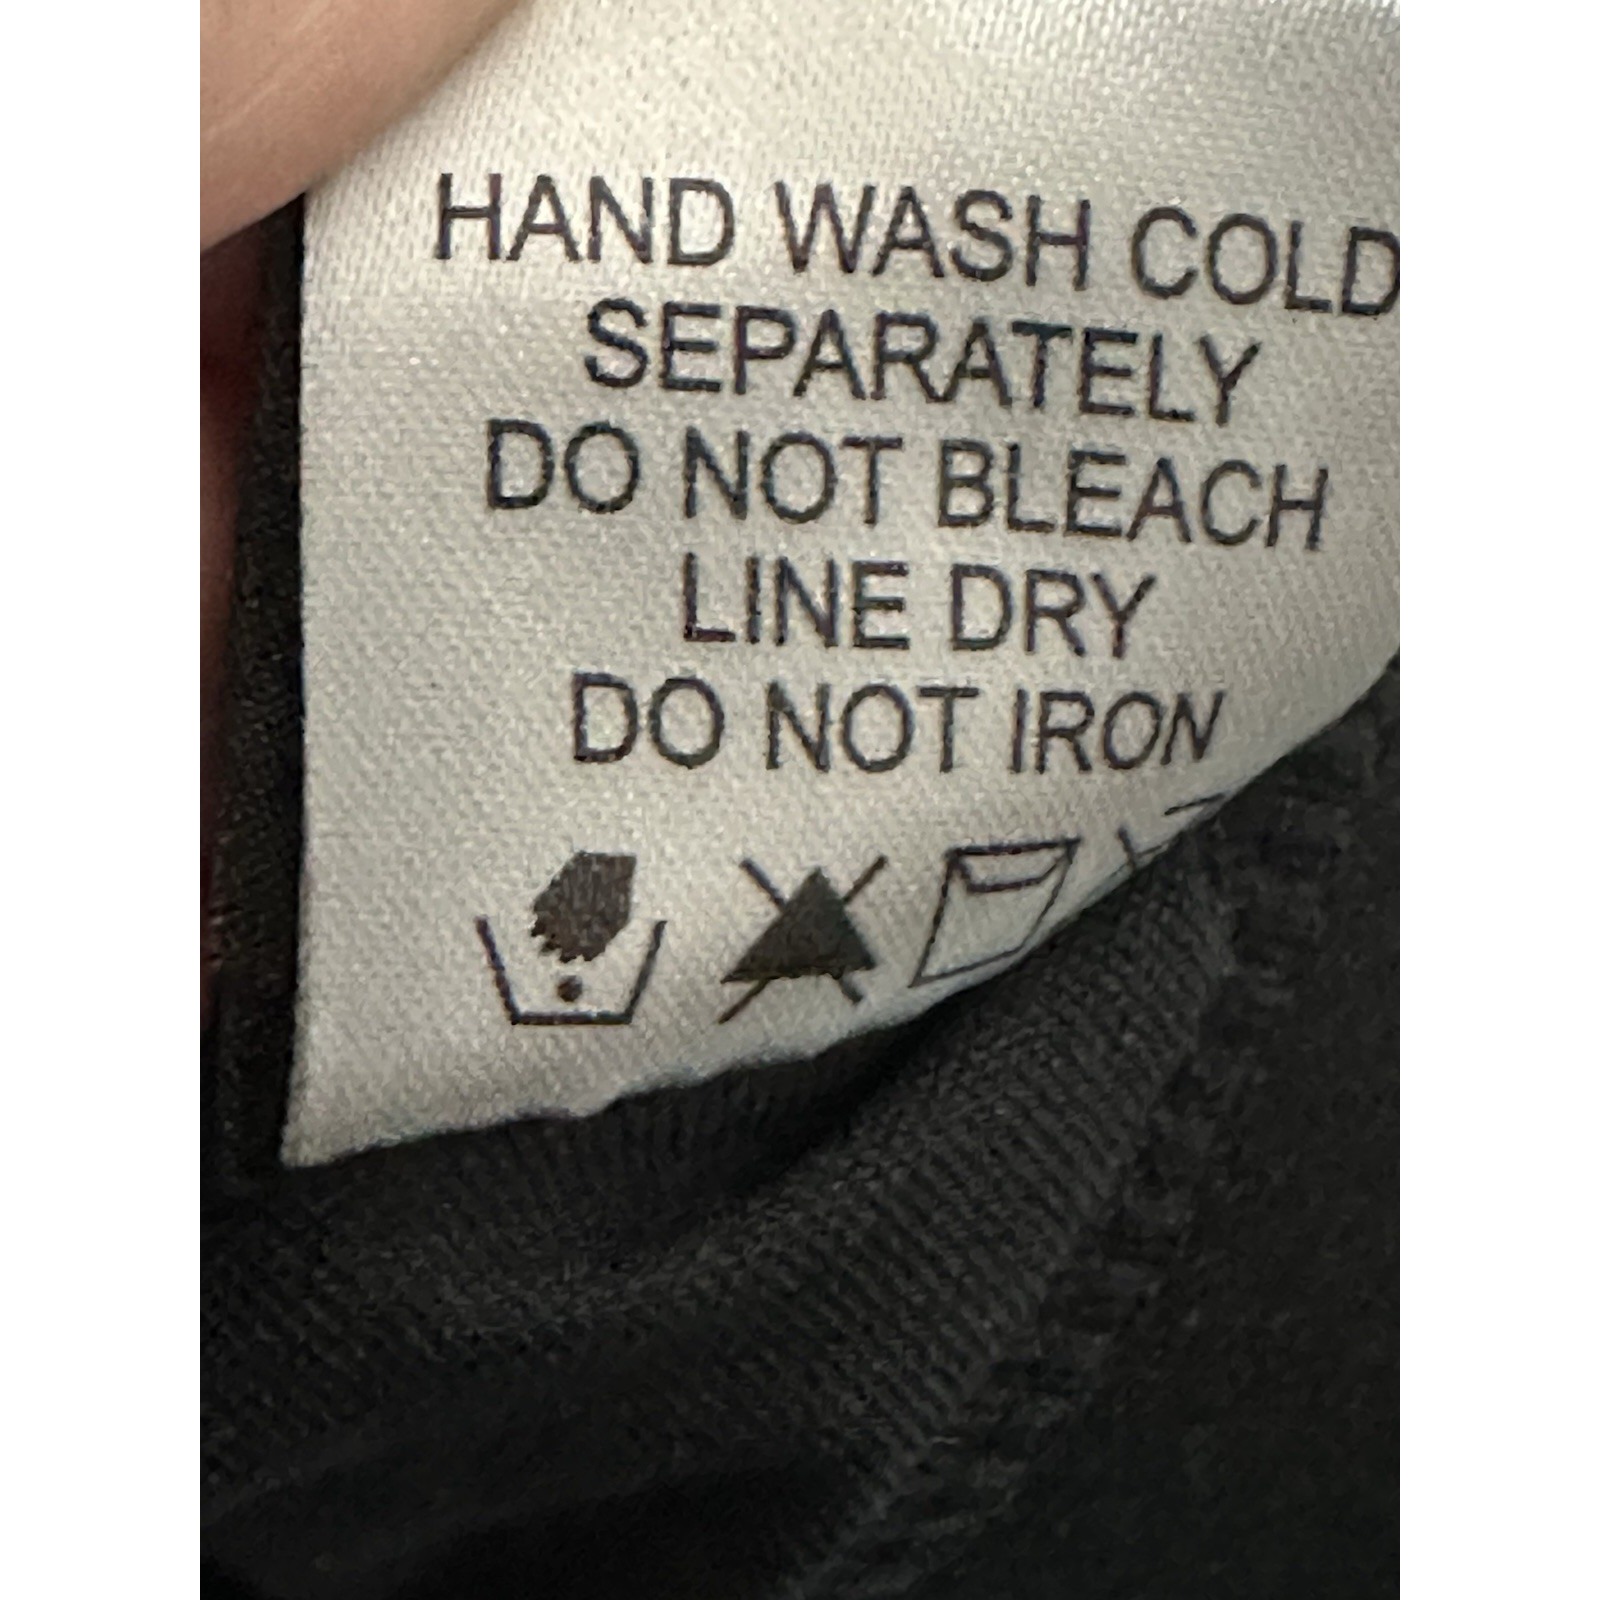 HAND WASH COLD
SEPARATELY
DO NOT BLEACH
LINE DRY
DO NOT IRON